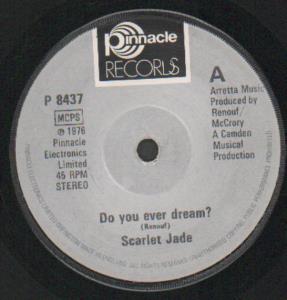 Pinnacle
RECORDS
P 8437
MCPS
℗ 1976
Pinnacle
Electronics
Limited
45 RPM
STEREO
A
Arretta Music
Produced by
Renouf/
McCrory
A Camden
Musical
Production
Do you ever dream?
(Renouf)
Scarlet Jade